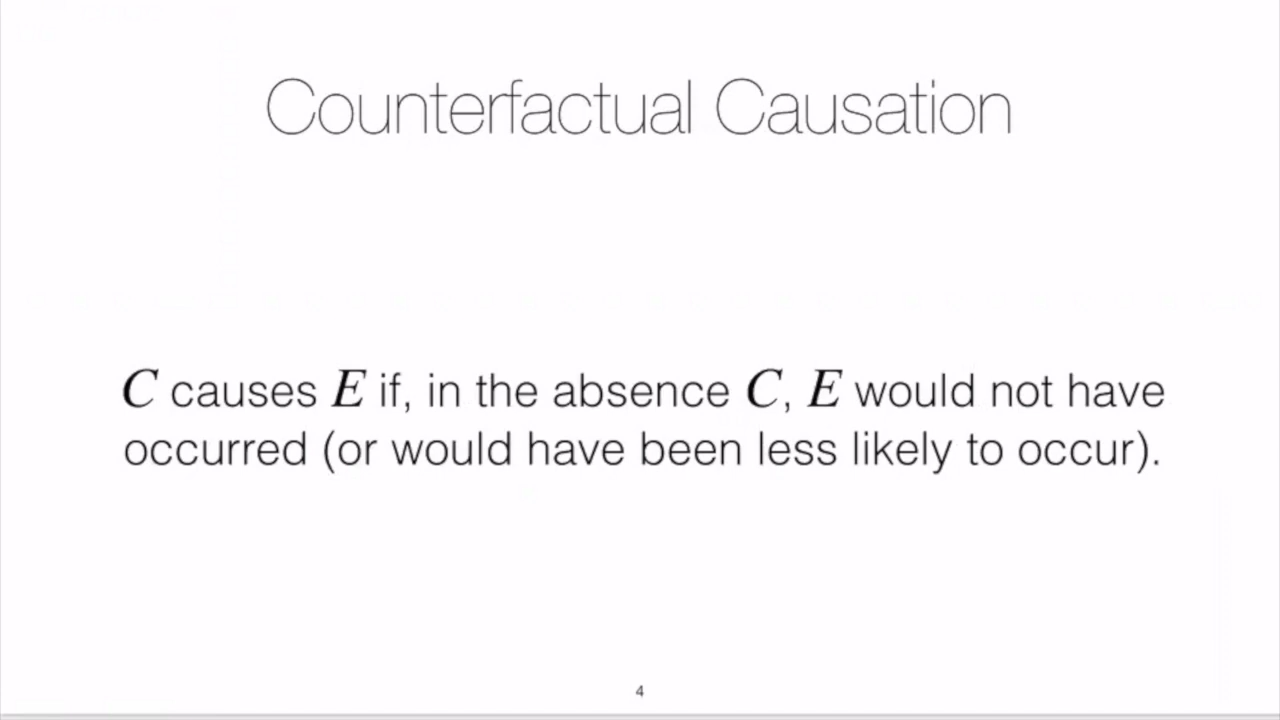 Counterfactual Causation
C causes E if, in the absence C, E would not have
occurred (or would have been less likely to occur).
4